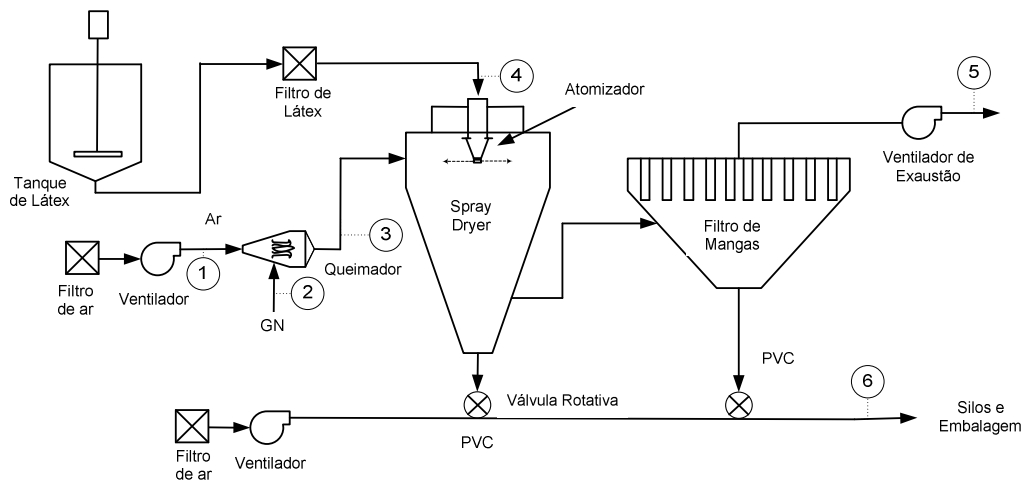 4
5
Atomizador
Filtro de
Látex
Ventilador de
Exaustão
Tanque
de Látex
Spray
Dryer
Filtro de
Mangas
Ar
3
1
Queimador
Filtro
de ar
Ventilador
2
GN
PVC
6
Válvula Rotativa
Silos e
Embalagem
PVC
Filtro
de ar
Ventilador